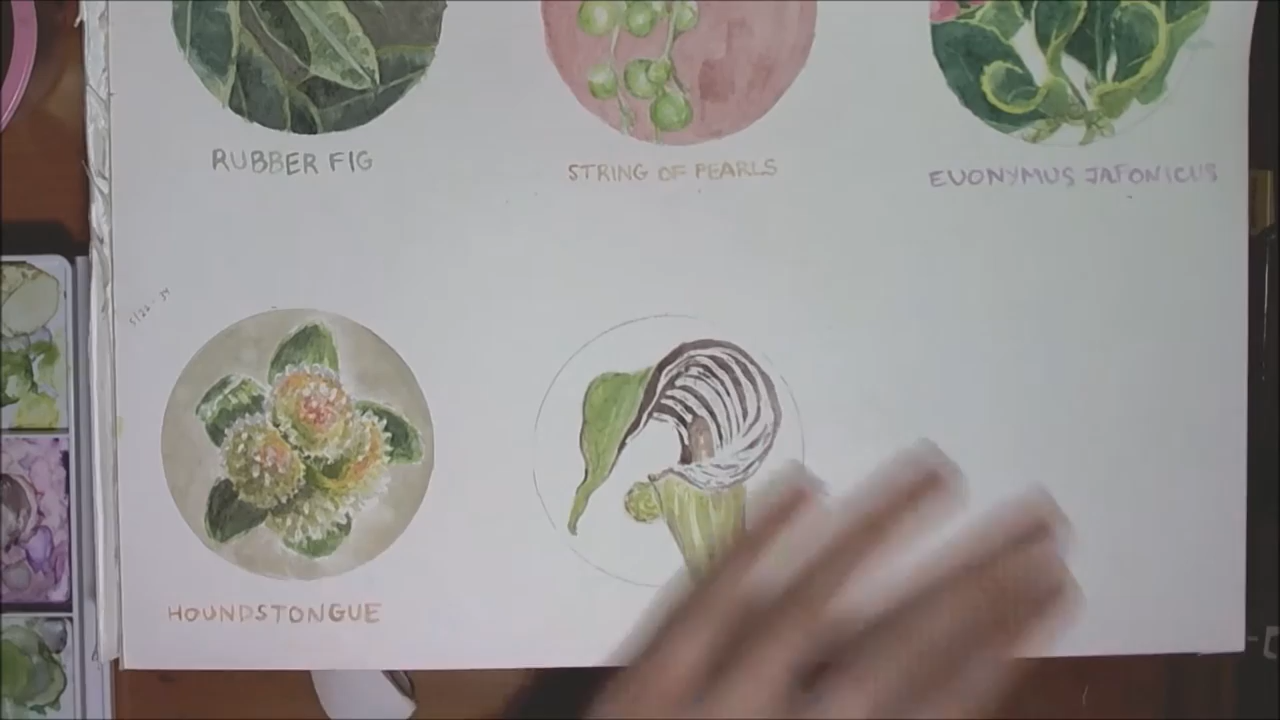 RUBBER FIG
STRING OF PEARLS
EUONYMUS JAPONICUS
HOUNDSTONGUE